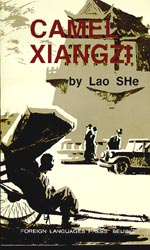 CAMEL
XIANGZI
by Lao SHe
FOREIGN LANGUAGES PRESS BEIJING